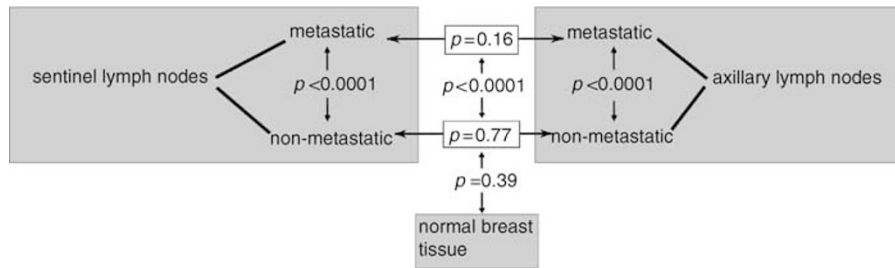 metastatic p=0.16 metastatic
sentinel lymph nodes p<0.0001 p<0.0001 p<0.0001 axillary lymph nodes
non-metastatic p=0.77 non-metastatic
p=0.39
normal breast
tissue